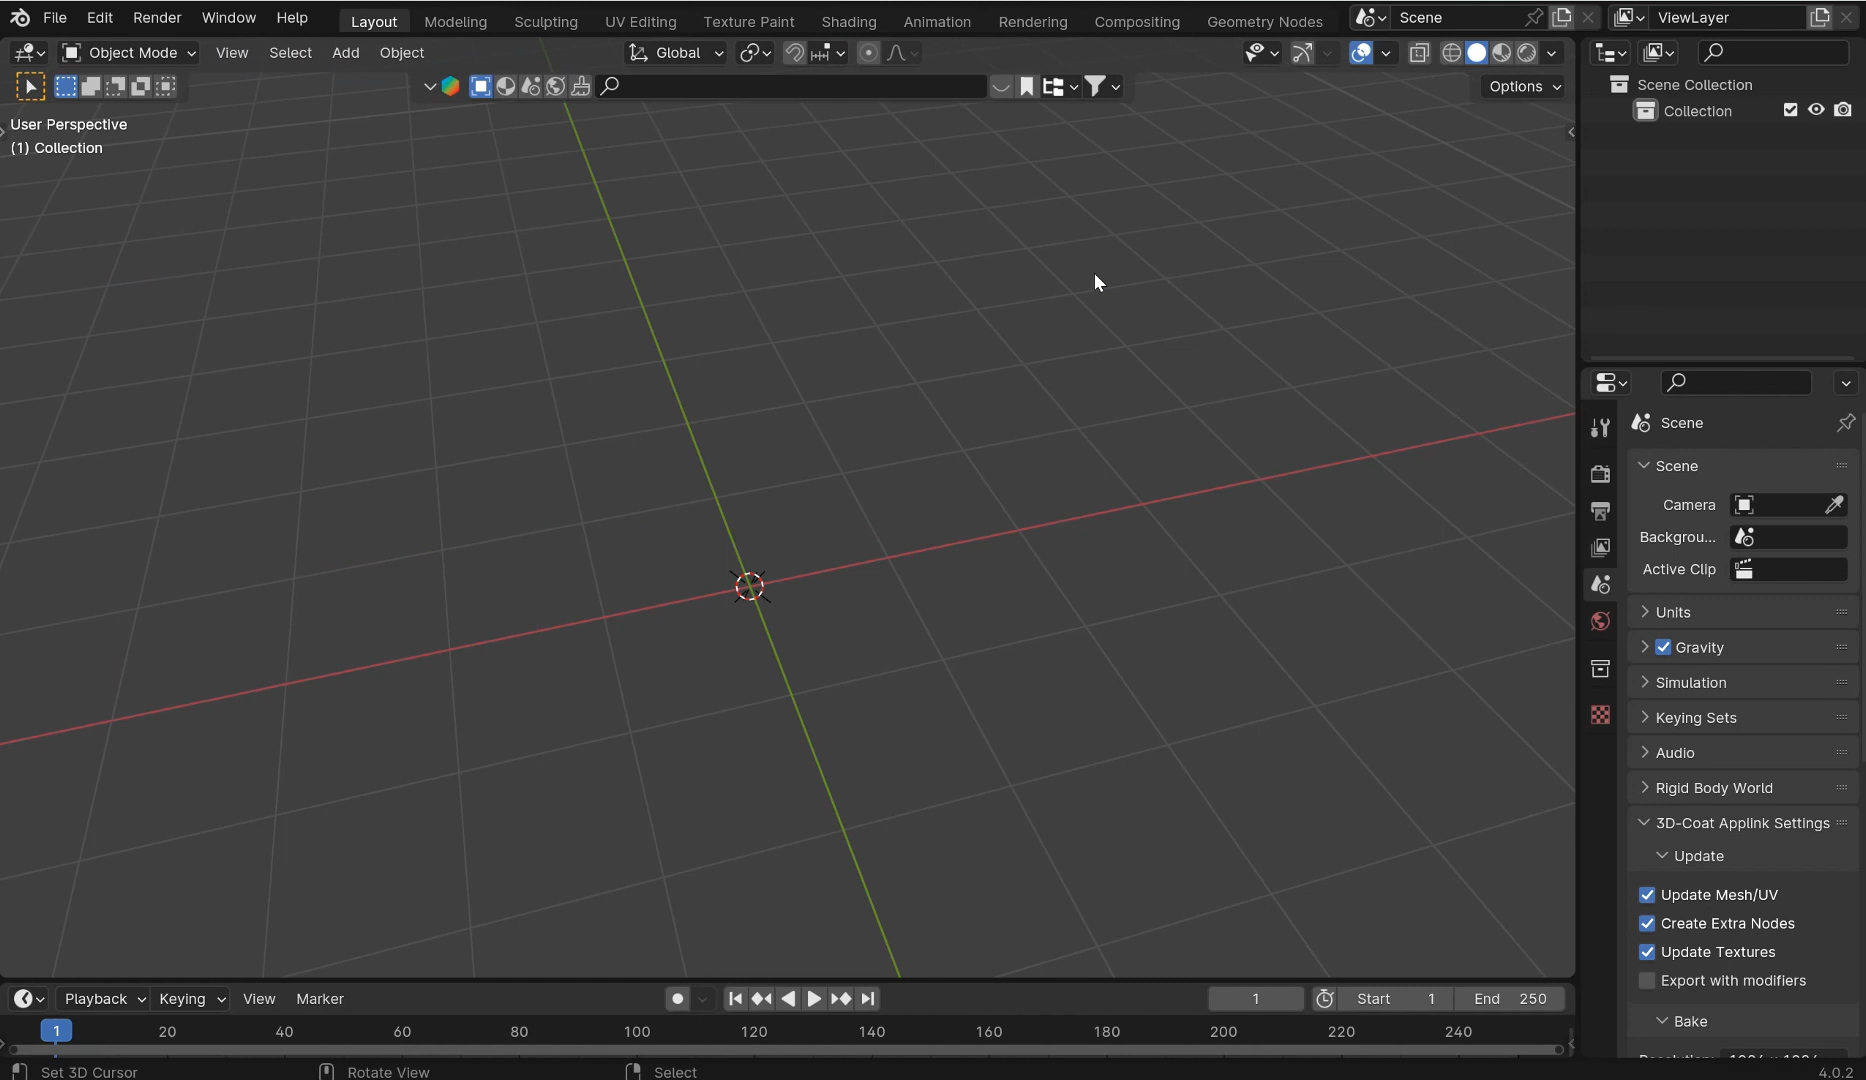 File Edit Render Window Help Layout Modeling Sculpting UV Editing Texture Paint Shading Animation Rendering Compositing Geometry Nodes Scene ViewLayer
Object Mode View Select Add Object Global
Options
User Perspective
(1) Collection
Scene Collection
Collection
Scene
Scene
Camera
Backgrou...
Active Clip
Units
Gravity
Simulation
Keying Sets
Audio
Rigid Body World
3D-Coat Applink Settings
Update
Update Mesh/UV
Create Extra Nodes
Update Textures
Export with modifiers
Bake
Playback Keying View Marker 1 Start 1 End 250
1 20 40 60 80 100 120 140 160 180 200 220 240
Set 3D Cursor Rotate View Select 4.0.2